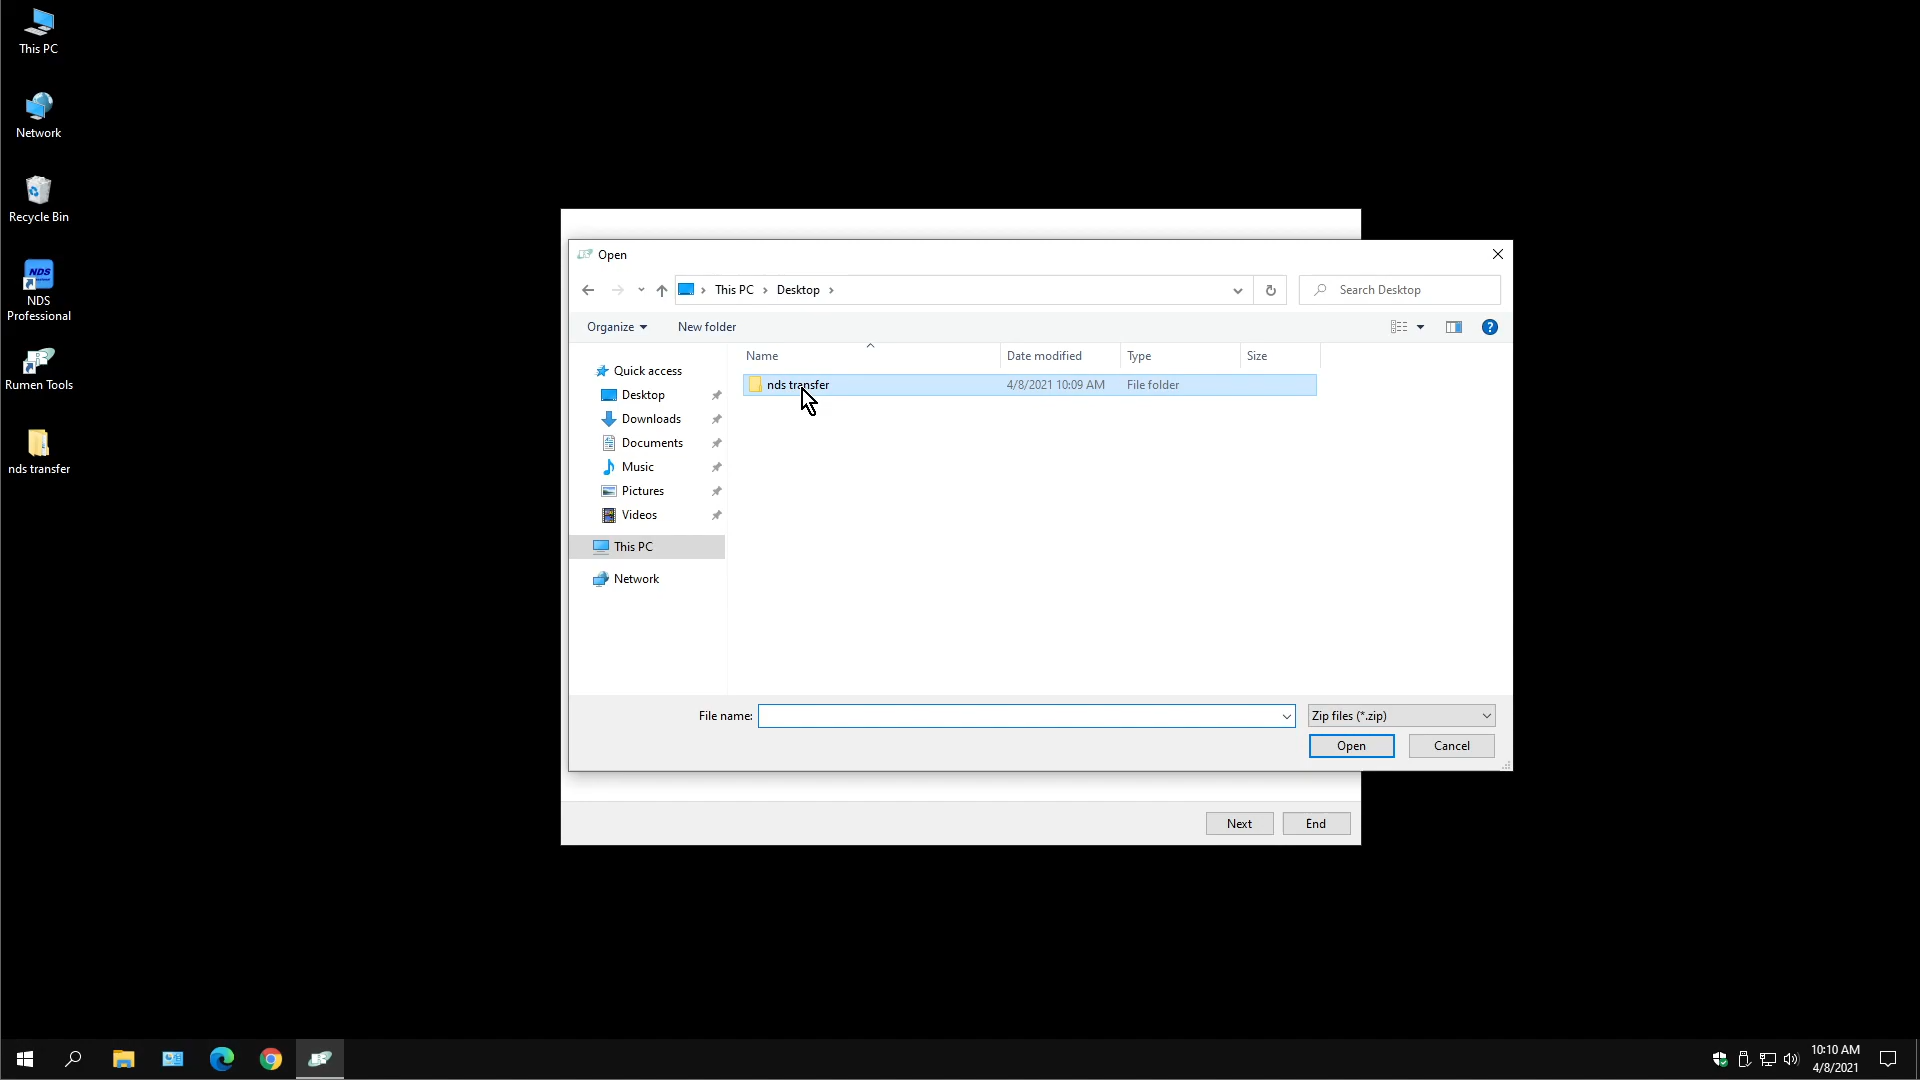 This PC
Network
Recycle Bin
NDS
NDS
Professional
Rumen Tools
nds transfer
Open
This PC
Desktop
Search Desktop
Organize
New folder
Name
Date modified
Type
Size
nds transfer
4/8/2021 10:09 AM
File folder
Quick access
Desktop
Downloads
Documents
Music
Pictures
Videos
This PC
Network
File name:
Zip files (*.zip)
Open
Cancel
Next
End
10:10 AM
4/8/2021